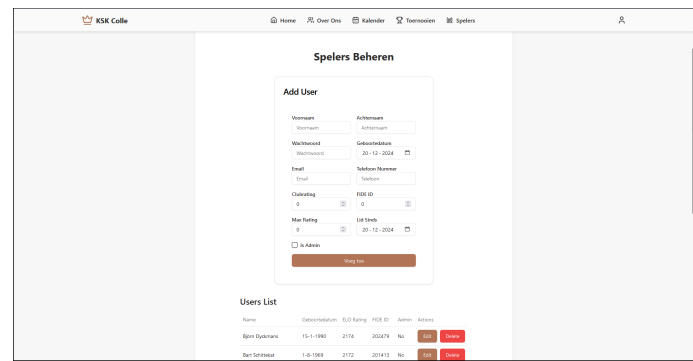 KSK Colle
Home Over Ons Kalender Toernooien Spelers
Spelers Beheren
Add User
Voornaam Achternaam
Voornaam Achternaam
Wachtwoord Geboortedatum
Wachtwoord 20 - 12 - 2024
Email Telefoon Nummer
Email Telefoon
Clubrating FIDE ID
0 0
Max Rating Lid Sinds
0 20 - 12 - 2024
Is Admin
Voeg toe
Users List
Name Geboortedatum ELO Rating FIDE ID Admin Actions
Björn Dyckmans 15-1-1990 2174 202479 No Edit Delete
Bart Schittekat 1-8-1969 2172 201413 No Edit Delete